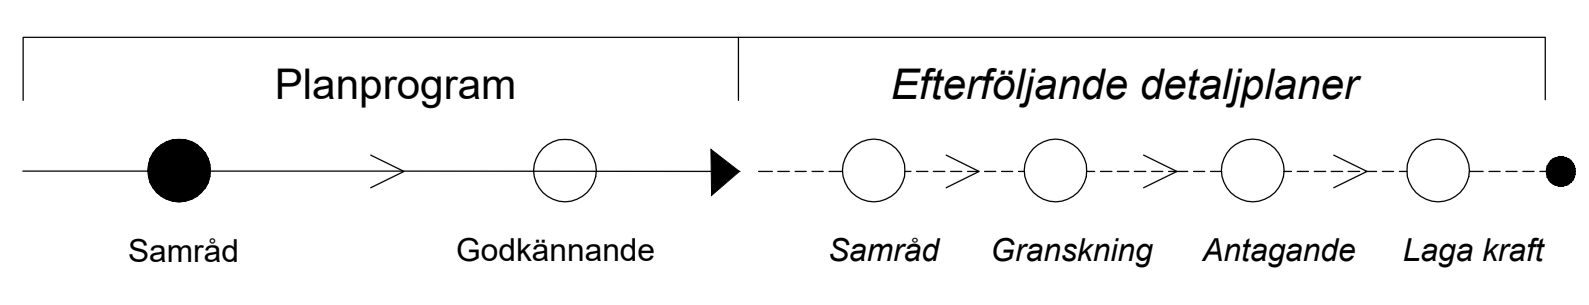 Planprogram
Efterföljande detaljplaner
Samråd
Godkännande
Samråd
Granskning
Antagande
Laga kraft